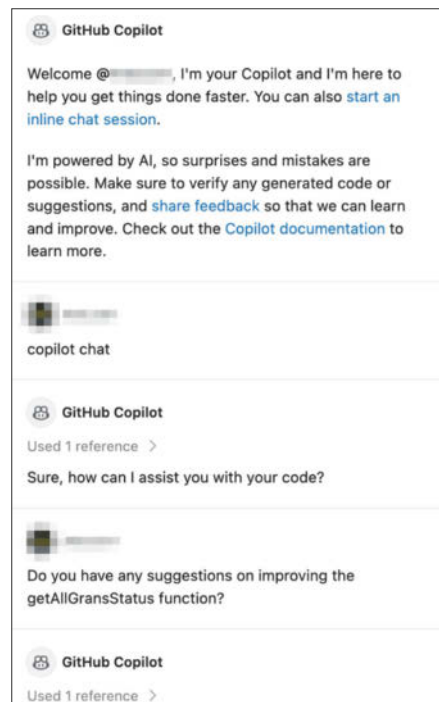 GitHub Copilot
Welcome @ , I'm your Copilot and I'm here to
help you get things done faster. You can also start an
inline chat session.
I'm powered by AI, so surprises and mistakes are
possible. Make sure to verify any generated code or
suggestions, and share feedback so that we can learn
and improve. Check out the Copilot documentation to
learn more.
copilot chat
GitHub Copilot
Used 1 reference >
Sure, how can I assist you with your code?
Do you have any suggestions on improving the
getAllGransStatus function?
GitHub Copilot
Used 1 reference >